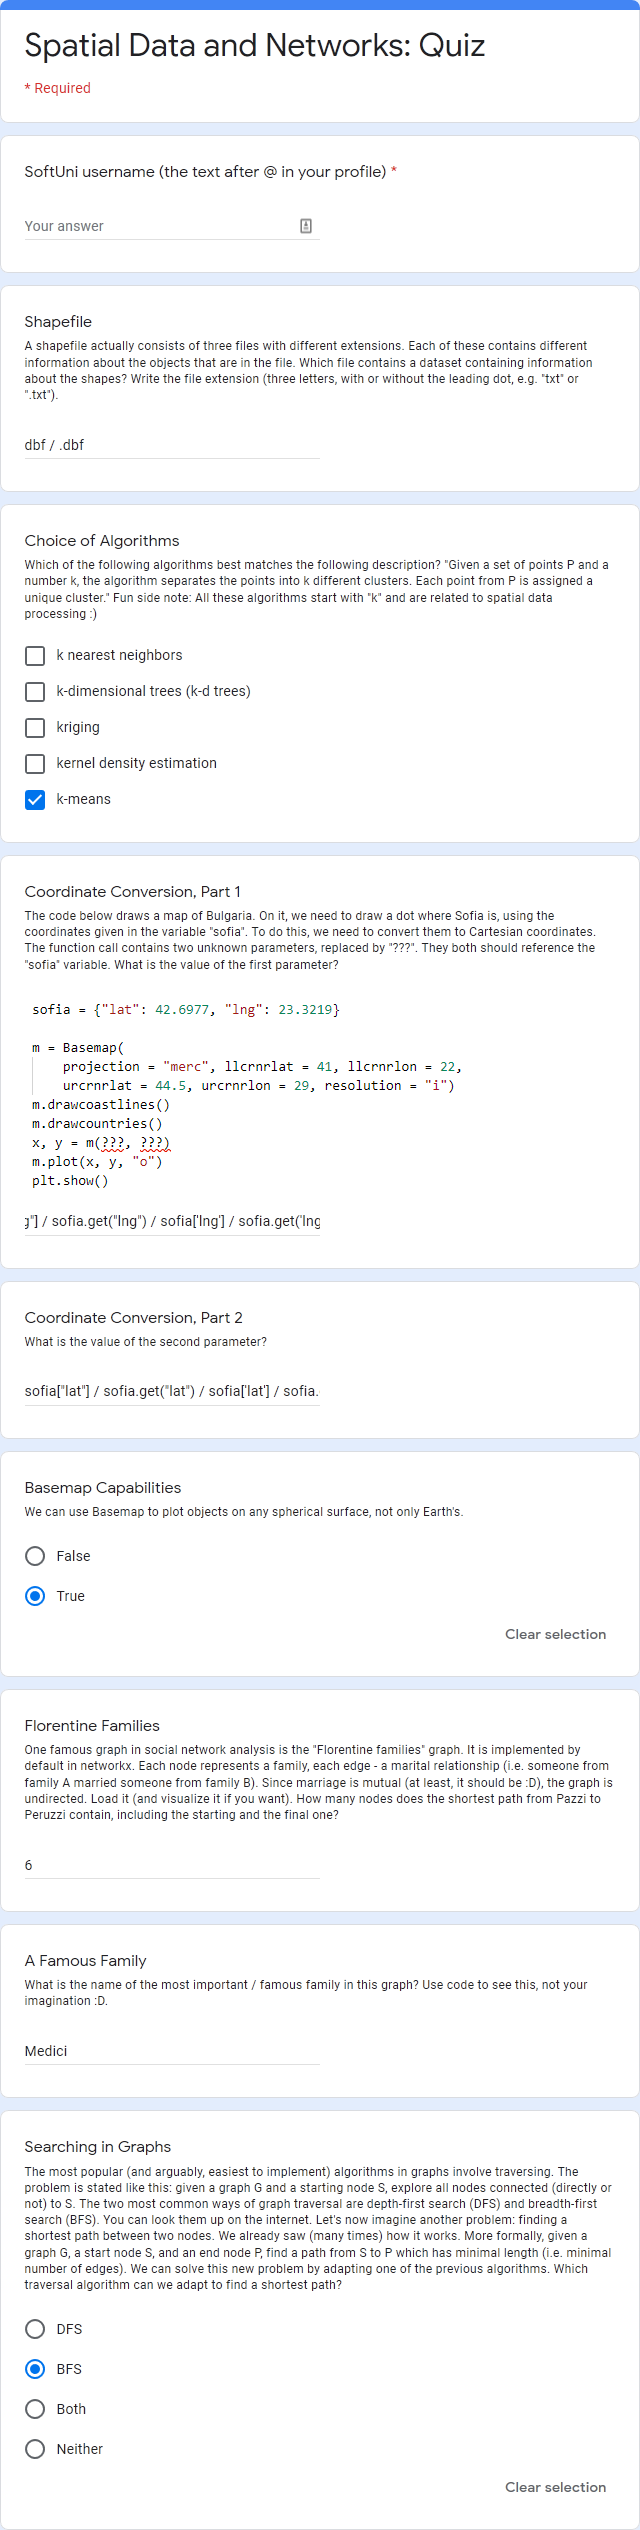 Spatial Data and Networks: Quiz
* Required
SoftUni username (the text after @ in your profile) *
Your answer
Shapefile
A shapefile actually consists of three files with different extensions. Each of these contains different
information about the objects that are in the file. Which file contains a dataset containing information
about the shapes? Write the file extension (three letters, with or without the leading dot, e.g. "txt" or
".txt").
dbf / .dbf
Choice of Algorithms
Which of the following algorithms best matches the following description? "Given a set of points P and a
number k, the algorithm separates the points into k different clusters. Each point from P is assigned a
unique cluster." Fun side note: All these algorithms start with "k" and are related to spatial data
processing :)
k nearest neighbors
k-dimensional trees (k-d trees)
kriging
kernel density estimation
k-means
Coordinate Conversion, Part 1
The code below draws a map of Bulgaria. On it, we need to draw a dot where Sofia is, using the
coordinates given in the variable "sofia". To do this, we need to convert them to Cartesian coordinates.
The function call contains two unknown parameters, replaced by "???". They both should reference the
"sofia" variable. What is the value of the first parameter?
sofia = {"lat": 42.6977, "lng": 23.3219}
m = Basemap(
projection = "merc", llcrnrlat = 41, llcrnrlon = 22,
urcrnrlat = 44.5, urcrnrlon = 29, resolution = "i")
m.drawcoastlines()
m.drawcountries()
x, y = m(???, ???)
m.plot(x, y, "o")
plt.show()
g"] / sofia.get("lng") / sofia['lng'] / sofia.get('lng
Coordinate Conversion, Part 2
What is the value of the second parameter?
sofia["lat"] / sofia.get("lat") / sofia['lat'] / sofia.
Basemap Capabilities
We can use Basemap to plot objects on any spherical surface, not only Earth's.
False
True
Clear selection
Florentine Families
One famous graph in social network analysis is the "Florentine families" graph. It is implemented by
default in networkx. Each node represents a family, each edge - a marital relationship (i.e. someone from
family A married someone from family B). Since marriage is mutual (at least, it should be :D), the graph is
undirected. Load it (and visualize it if you want). How many nodes does the shortest path from Pazzi to
Peruzzi contain, including the starting and the final one?
6
A Famous Family
What is the name of the most important / famous family in this graph? Use code to see this, not your
imagination :D.
Medici
Searching in Graphs
The most popular (and arguably, easiest to implement) algorithms in graphs involve traversing. The
problem is stated like this: given a graph G and a starting node S, explore all nodes connected (directly or
not) to S. The two most common ways of graph traversal are depth-first search (DFS) and breadth-first
search (BFS). You can look them up on the internet. Let's now imagine another problem: finding a
shortest path between two nodes. We already saw (many times) how it works. More formally, given a
graph G, a start node S, and an end node P, find a path from S to P which has minimal length (i.e. minimal
number of edges). We can solve this new problem by adapting one of the previous algorithms. Which
traversal algorithm can we adapt to find a shortest path?
DFS
BFS
Both
Neither
Clear selection